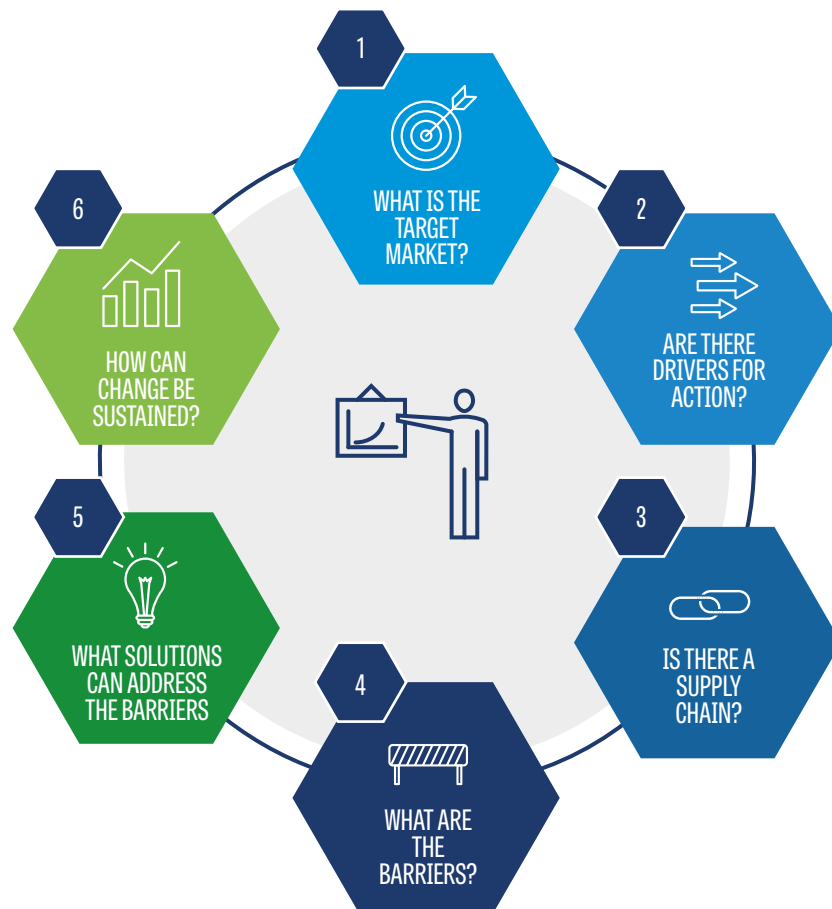 1
WHAT IS THE
TARGET
MARKET?
2
ARE THERE
DRIVERS FOR
ACTION?
3
IS THERE A
SUPPLY
CHAIN?
4
WHAT ARE
THE
BARRIERS?
5
WHAT SOLUTIONS
CAN ADDRESS
THE BARRIERS
6
HOW CAN
CHANGE BE
SUSTAINED?